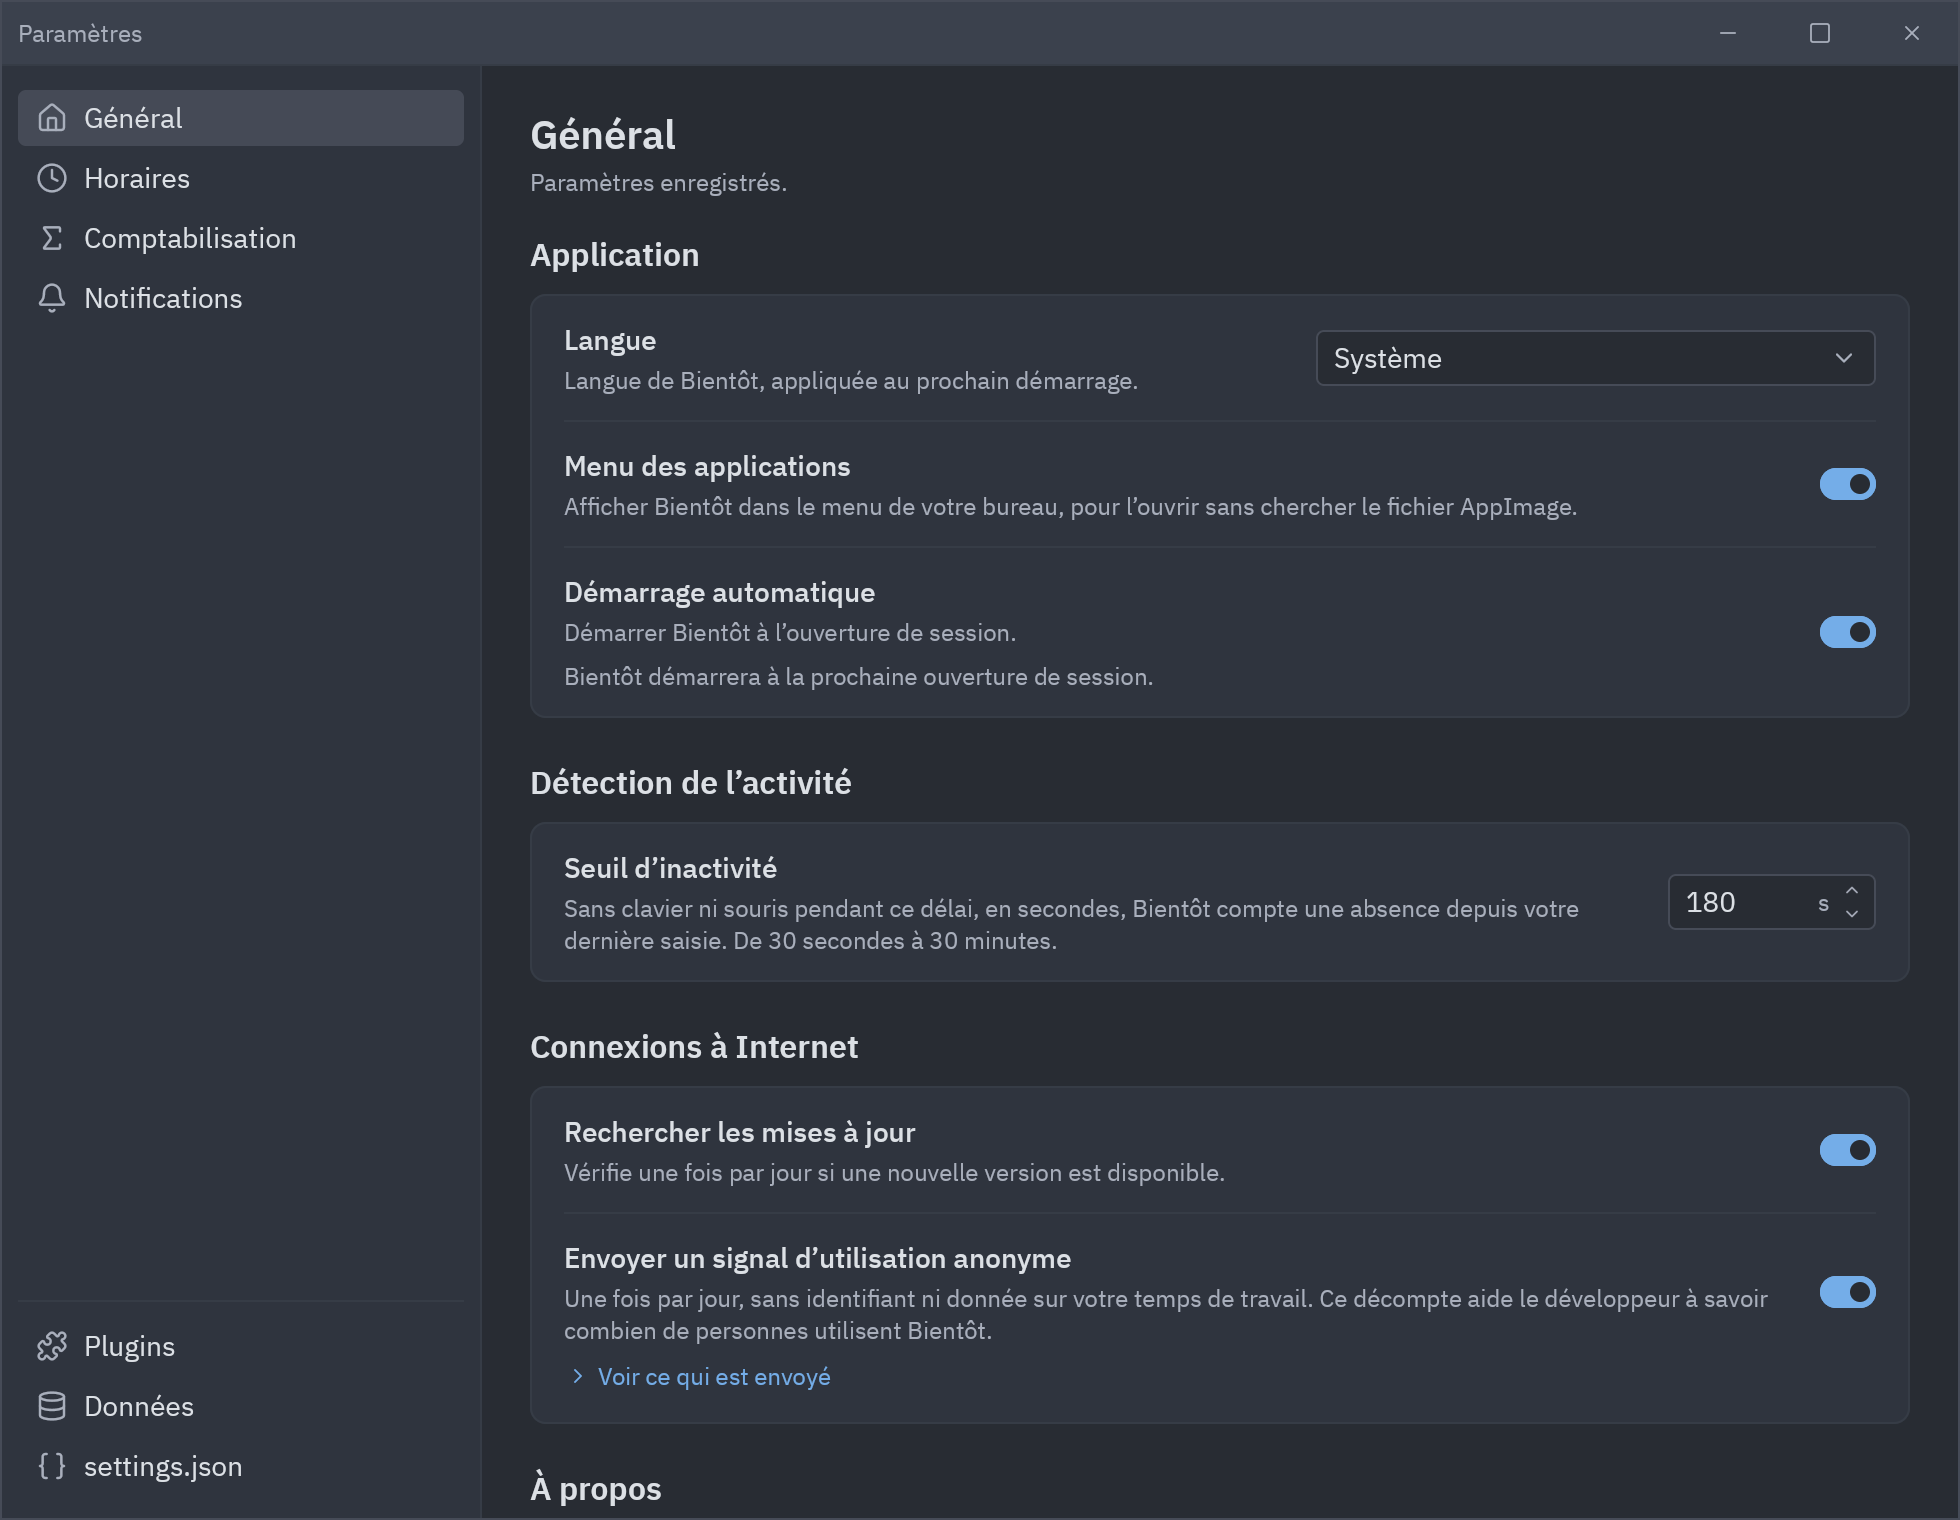 Paramètres
Général
Horaires
Comptabilisation
Notifications
Plugins
Données
settings.json
Général
Paramètres enregistrés.
Application
Langue
Langue de Bientôt, appliquée au prochain démarrage.
Système
Menu des applications
Afficher Bientôt dans le menu de votre bureau, pour l’ouvrir sans chercher le fichier AppImage.
Démarrage automatique
Démarrer Bientôt à l’ouverture de session.
Bientôt démarrera à la prochaine ouverture de session.
Détection de l’activité
Seuil d’inactivité
Sans clavier ni souris pendant ce délai, en secondes, Bientôt compte une absence depuis votre
dernière saisie. De 30 secondes à 30 minutes.
180 s
Connexions à Internet
Rechercher les mises à jour
Vérifie une fois par jour si une nouvelle version est disponible.
Envoyer un signal d’utilisation anonyme
Une fois par jour, sans identifiant ni donnée sur votre temps de travail. Ce décompte aide le développeur à savoir
combien de personnes utilisent Bientôt.
Voir ce qui est envoyé
À propos